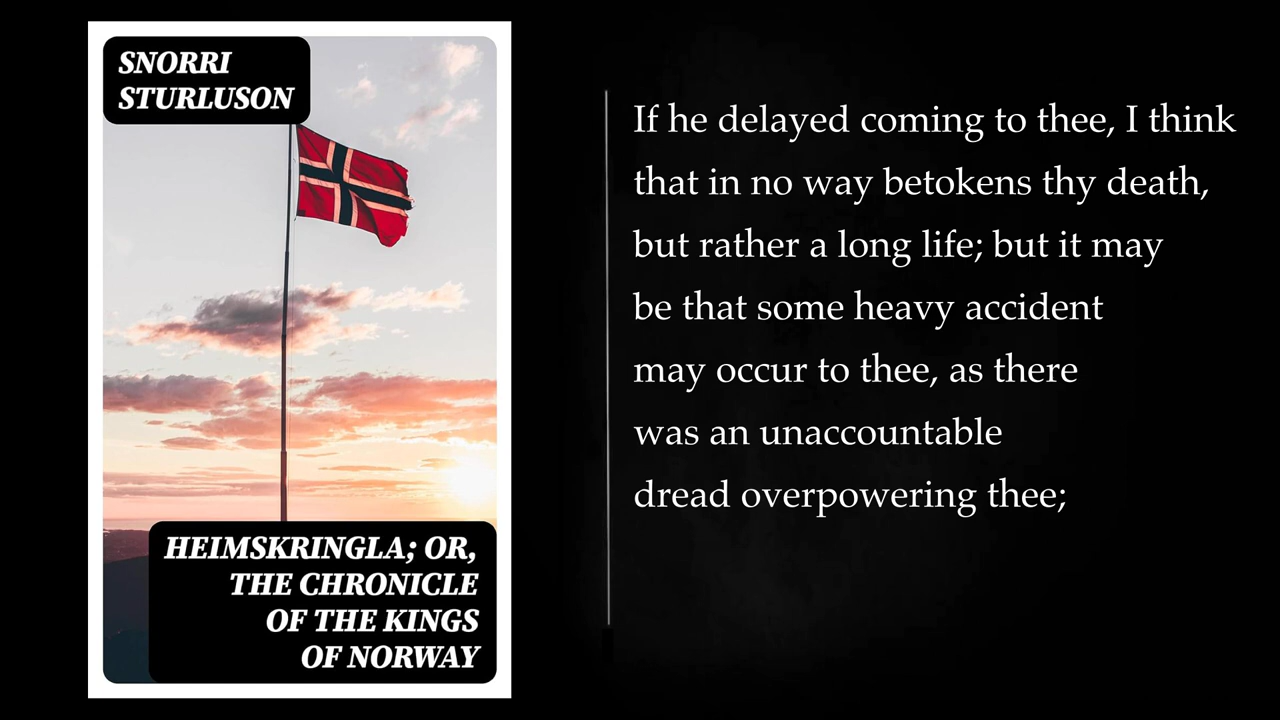 SNORRI
STURLUSON
HEIMSKRINGLA; OR,
THE CHRONICLE
OF THE KINGS
OF NORWAY
If he delayed coming to thee, I think
that in no way betokens thy death,
but rather a long life; but it may
be that some heavy accident
may occur to thee, as there
was an unaccountable
dread overpowering thee;